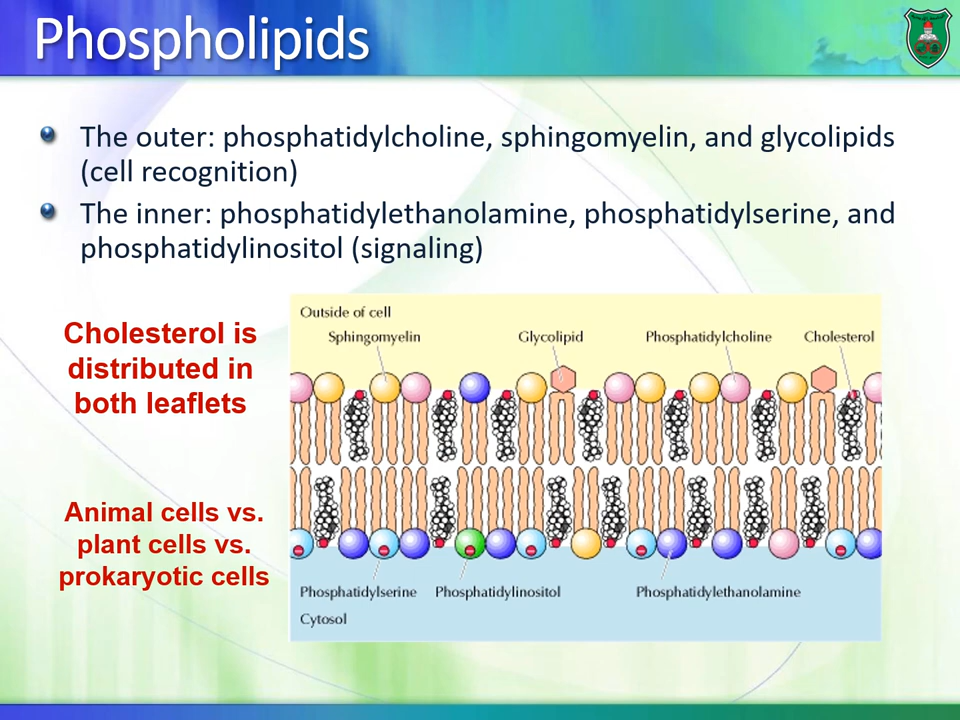 Phospholipids
The outer: phosphatidylcholine, sphingomyelin, and glycolipids
(cell recognition)
The inner: phosphatidylethanolamine, phosphatidylserine, and
phosphatidylinositol (signaling)
Cholesterol is
distributed in
both leaflets
Animal cells vs.
plant cells vs.
prokaryotic cells
Outside of cell
Sphingomyelin
Glycolipid
Phosphatidylcholine
Cholesterol
Phosphatidylserine
Phosphatidylinositol
Phosphatidylethanolamine
Cytosol